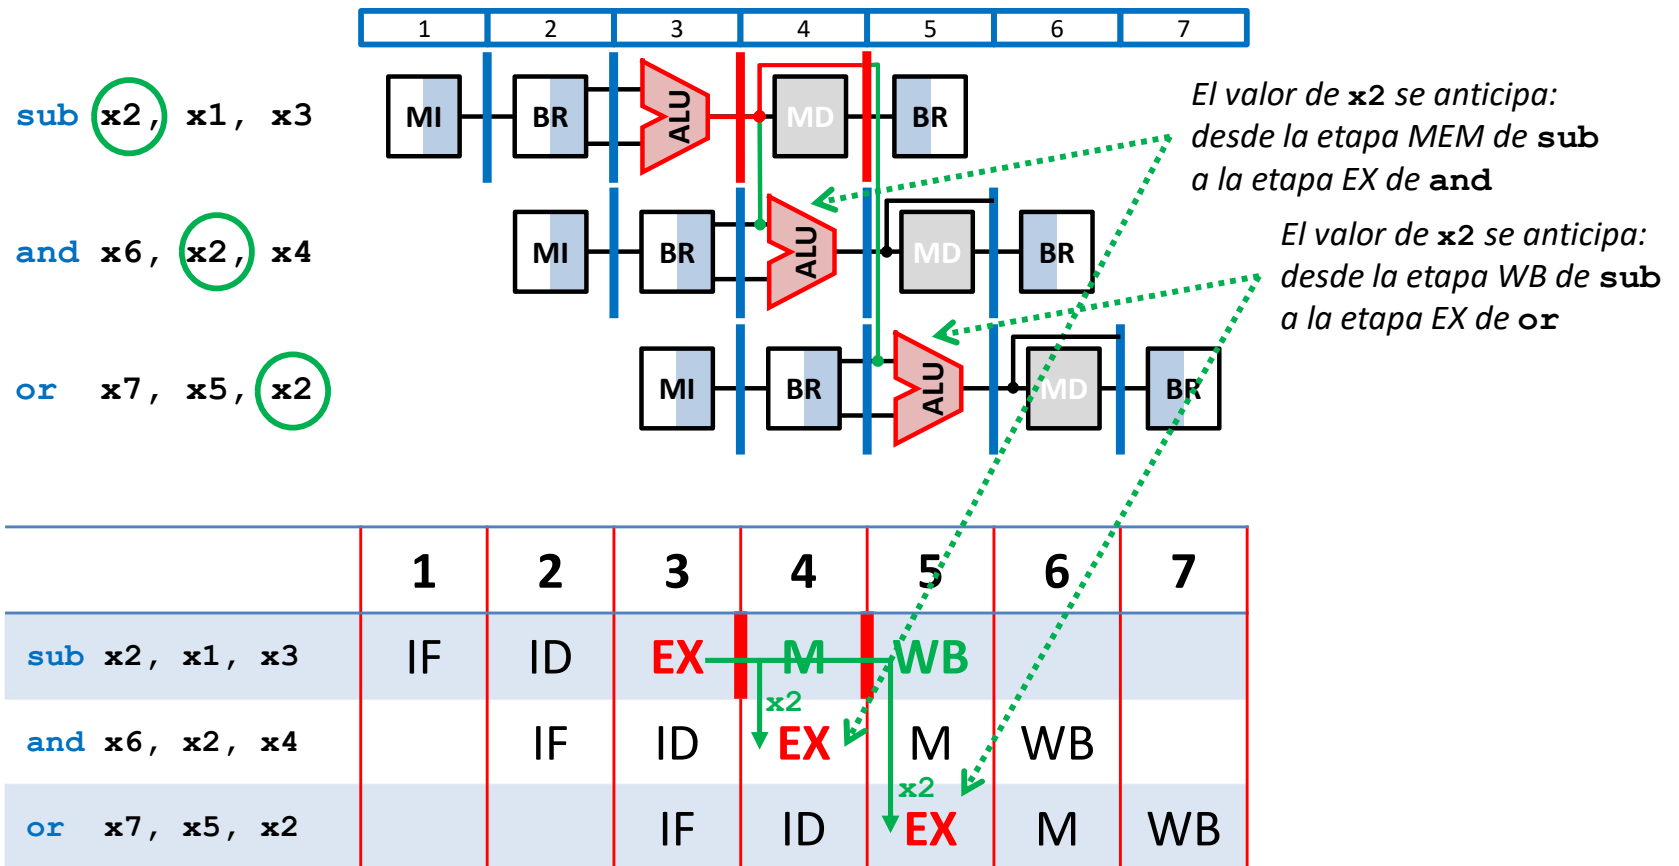 1 2 3 4 5 6 7
sub x2, x1, x3
MI BR ALU MD BR
El valor de x2 se anticipa:
desde la etapa MEM de sub
a la etapa EX de and
and x6, x2, x4
MI BR ALU MD BR
El valor de x2 se anticipa:
desde la etapa WB de sub
a la etapa EX de or
or x7, x5, x2
MI BR ALU MD BR
1 2 3 4 5 6 7
sub x2, x1, x3 IF ID EX M WB
x2
and x6, x2, x4 IF ID EX M WB
x2
or x7, x5, x2 IF ID EX M WB